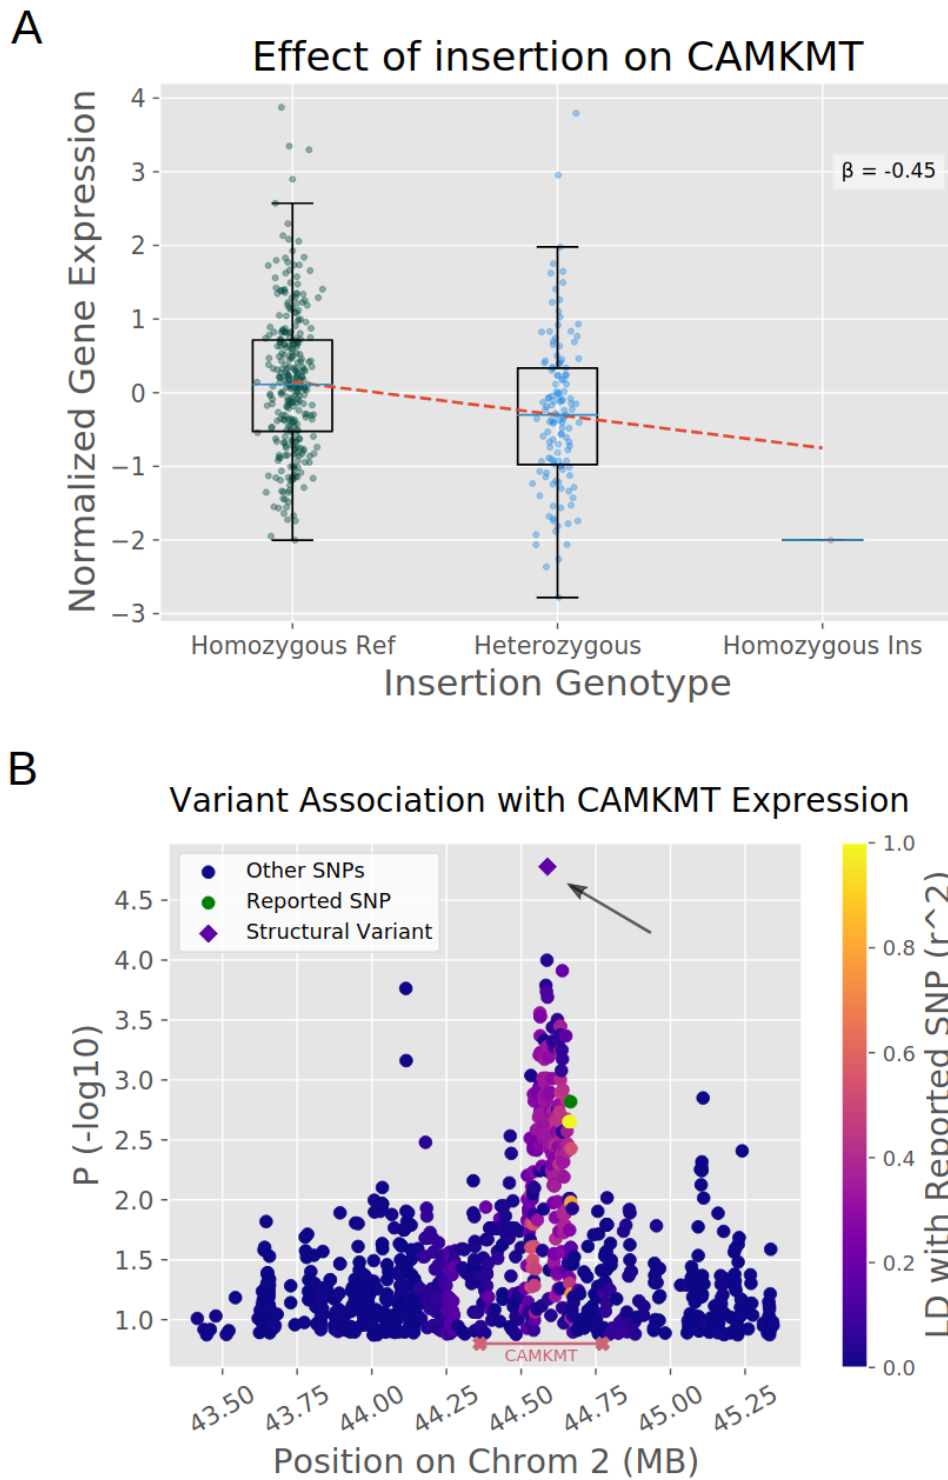 A
Effect of insertion on CAMKMT
Normalized Gene Expression
4
3
2
1
0
−1
−2
−3
β = -0.45
Homozygous Ref
Heterozygous
Homozygous Ins
Insertion Genotype
B
Variant Association with CAMKMT Expression
P (-log10)
4.5
4.0
3.5
3.0
2.5
2.0
1.5
1.0
Other SNPs
Reported SNP
Structural Variant
CAMKMT
43.50
43.75
44.00
44.25
44.50
44.75
45.00
45.25
Position on Chrom 2 (MB)
1.0
0.8
0.6
0.4
0.2
0.0
LD with Reported SNP (r^2)